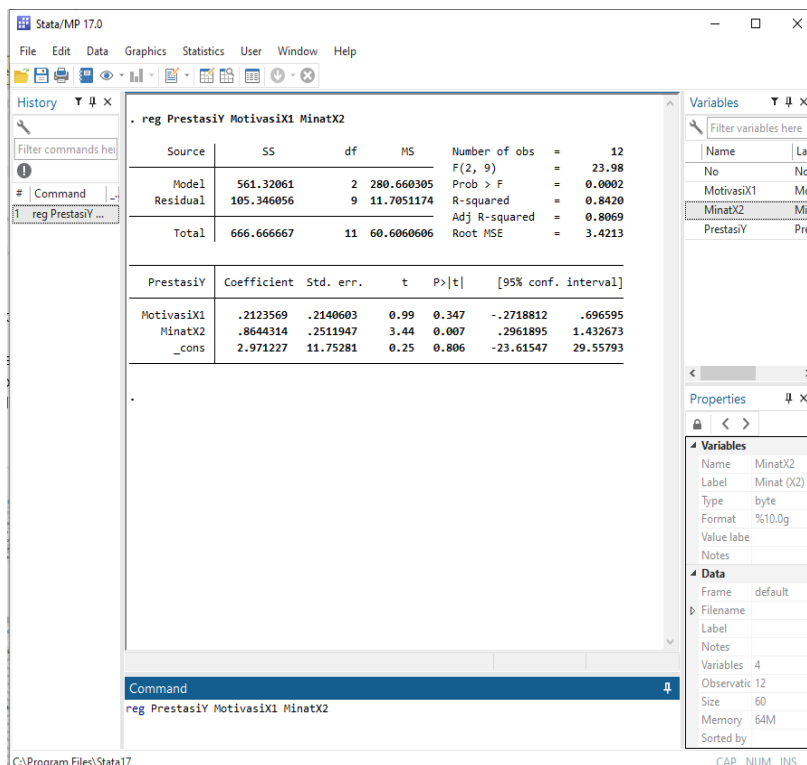 Stata/MP 17.0
File Edit Data Graphics Statistics User Window Help
History
Filter commands he
# Command
1 reg PrestasiY ...
. reg PrestasiY MotivasiX1 MinatX2
Source SS df MS Number of obs = 12
F(2, 9) = 23.98
Model 561.32061 2 280.660305 Prob > F = 0.0002
Residual 105.346056 9 11.7051174 R-squared = 0.8420
Adj R-squared = 0.8069
Total 666.666667 11 60.6060606 Root MSE = 3.4213
PrestasiY Coefficient Std. err. t P>|t| [95% conf. interval]
MotivasiX1 .2123569 .2140603 0.99 0.347 -.2718812 .696595
MinatX2 .8644314 .2511947 3.44 0.007 .2961895 1.432673
_cons 2.971227 11.75281 0.25 0.806 -23.61547 29.55793
.
Command
reg PrestasiY MotivasiX1 MinatX2
Variables
Filter variables here
Name La
No No
MotivasiX1 Mo
MinatX2 Mi
PrestasiY Pre
Properties
Variables
Name MinatX2
Label Minat (X2)
Type byte
Format %10.0g
Value labe
Notes
Data
Frame default
Filename
Label
Notes
Variables 4
Observatic 12
Size 60
Memory 64M
Sorted by
C:\Program Files\Stata17
CAP NUM INS